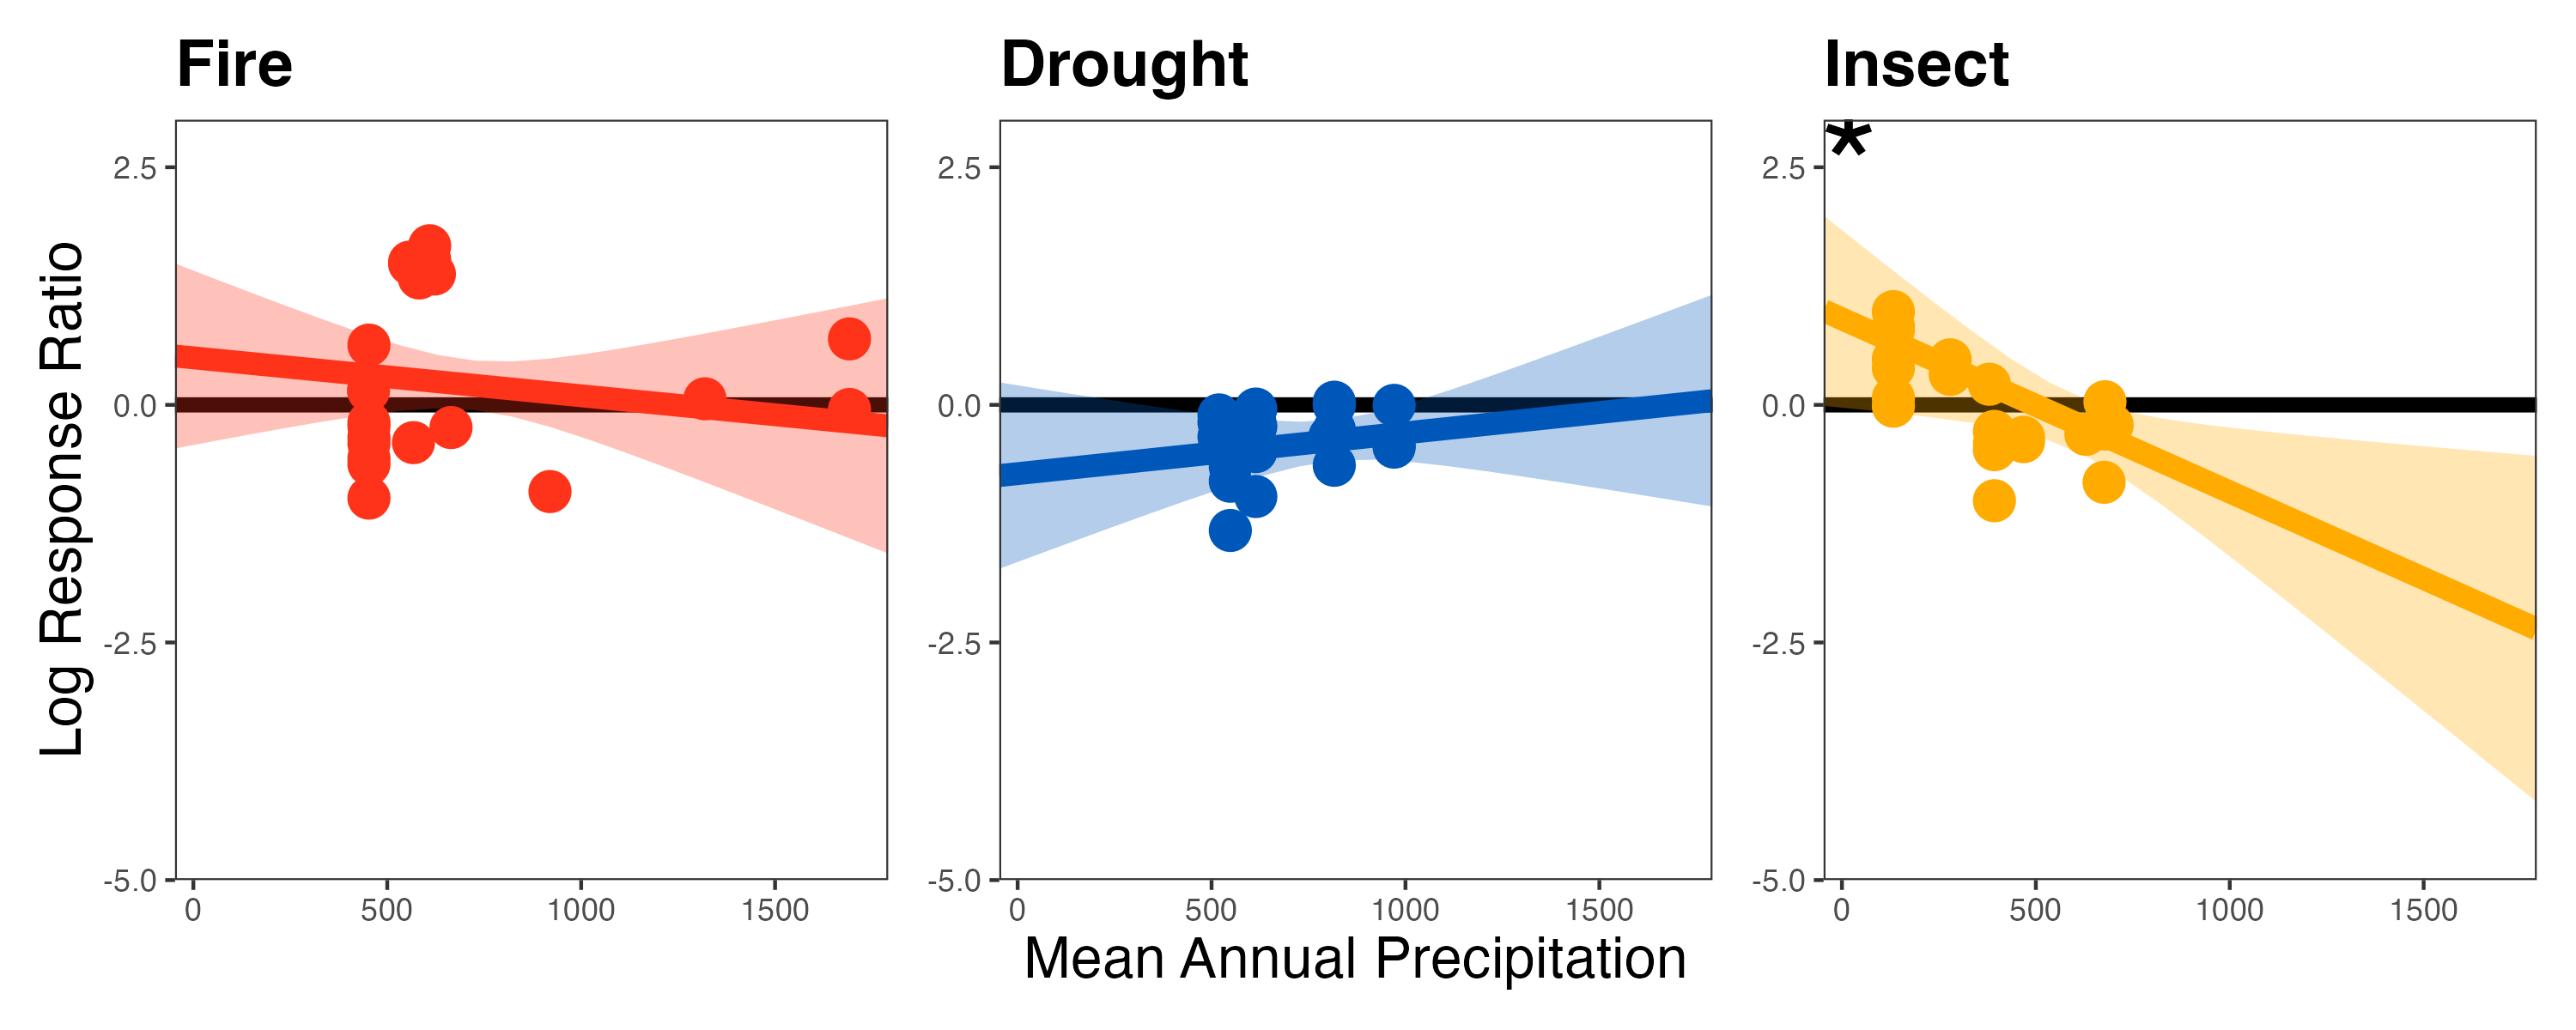 Fire Drought Insect
*
2.5 2.5 2.5
0.0 0.0 0.0
-2.5 -2.5 -2.5
-5.0 -5.0 -5.0
0 500 1000 1500 0 500 1000 1500 0 500 1000 1500
Log Response Ratio
Mean Annual Precipitation